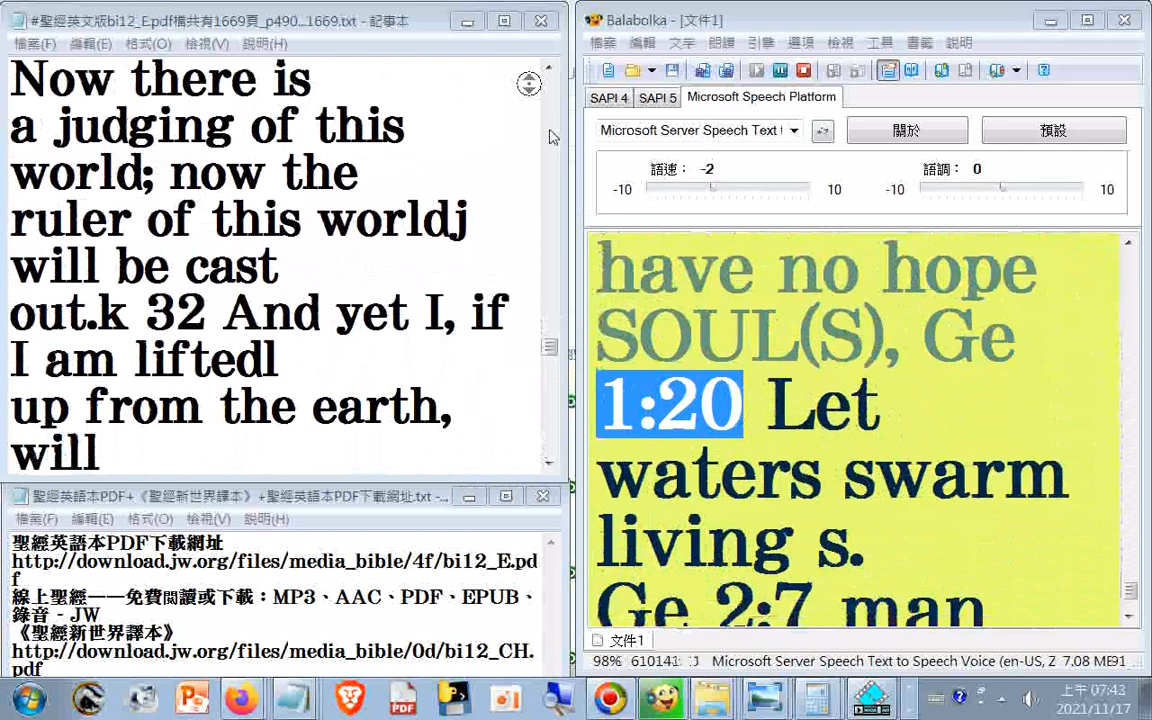 #聖經英文版bi12_E.pdf檔共有1669頁_p490...1669.txt - 記事本
檔案(F) 編輯(E) 格式(O) 檢視(V) 說明(H)
Now there is
a judging of this
world; now the
ruler of this worldj
will be cast
out.k 32 And yet I, if
I am liftedl
up from the earth,
will
聖經英語本PDF+《聖經新世界譯本》+聖經英語本PDF下載網址.txt -...
檔案(F) 編輯(E) 格式(O) 檢視(V) 說明(H)
聖經英語本PDF下載網址
http://download.jw.org/files/media_bible/4f/bi12_E.pd
f
線上聖經——免費閱讀或下載：MP3、AAC、PDF、EPUB、
錄音 - JW
《聖經新世界譯本》
http://download.jw.org/files/media_bible/0d/bi12_CH.
pdf
Balabolka - [文件1]
檔案 編輯 文字 朗讀 引擎 選項 檢視 工具 書籤 說明
SAPI 4 SAPI 5 Microsoft Speech Platform
Microsoft Server Speech Text 關於 預設
語速： -2 語調： 0
-10 10 -10 10
have no hope
SOUL(S), Ge
1:20 Let
waters swarm
living s.
Ge 2:7 man
文件1
98% Microsoft Server Speech Text to Speech Voice (en-US, Z 7.08 ME
PDF
上午 07:43
2021/11/17